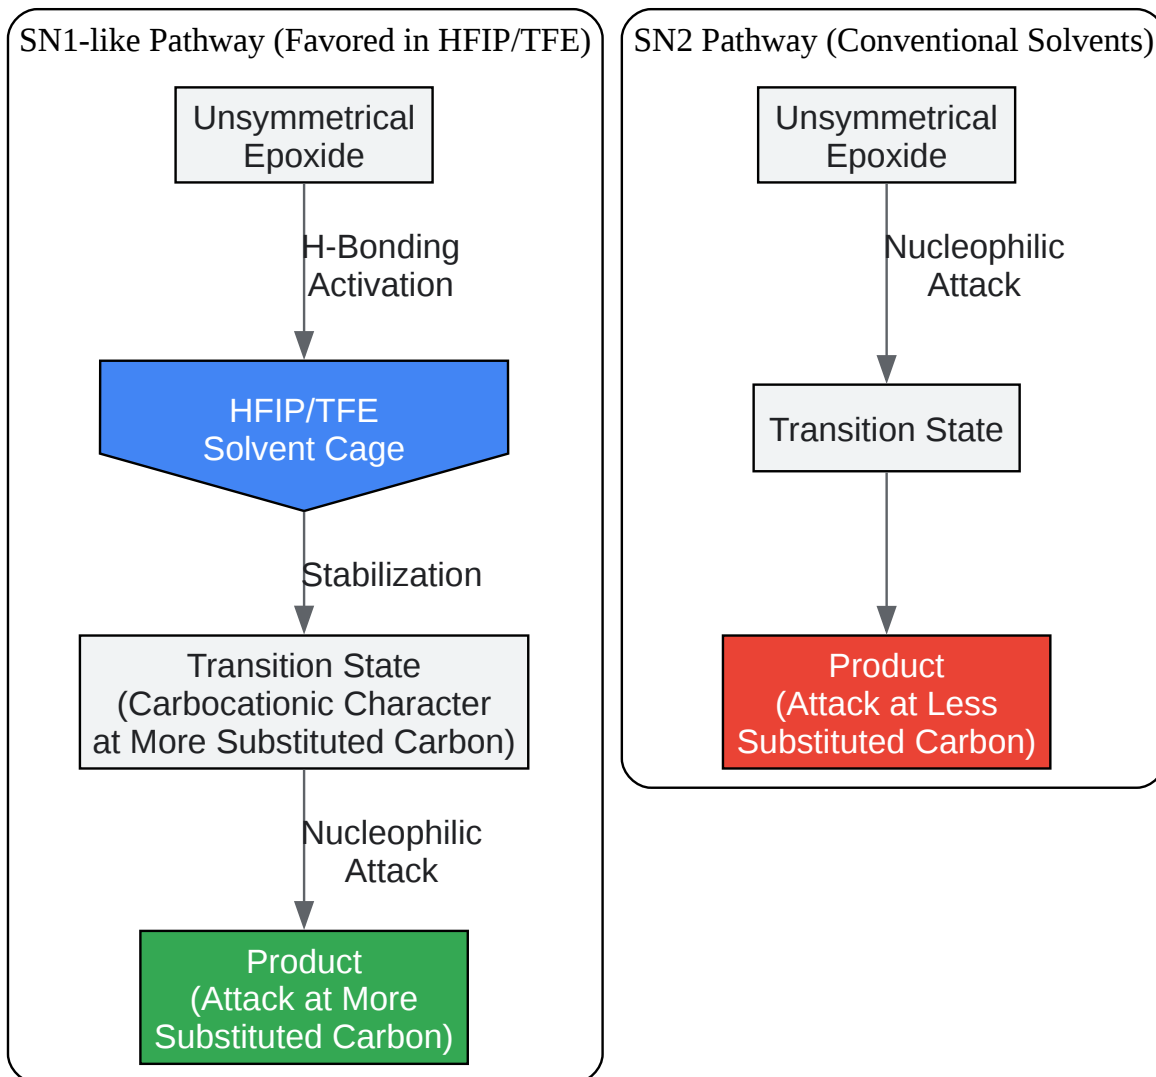 SN1-like Pathway (Favored in HFIP/TFE)
Unsymmetrical
Epoxide
H-Bonding
Activation
HFIP/TFE
Solvent Cage
Stabilization
Transition State
(Carbocationic Character
at More Substituted Carbon)
Nucleophilic
Attack
Product
(Attack at More
Substituted Carbon)
SN2 Pathway (Conventional Solvents)
Unsymmetrical
Epoxide
Nucleophilic
Attack
Transition State
Product
(Attack at Less
Substituted Carbon)